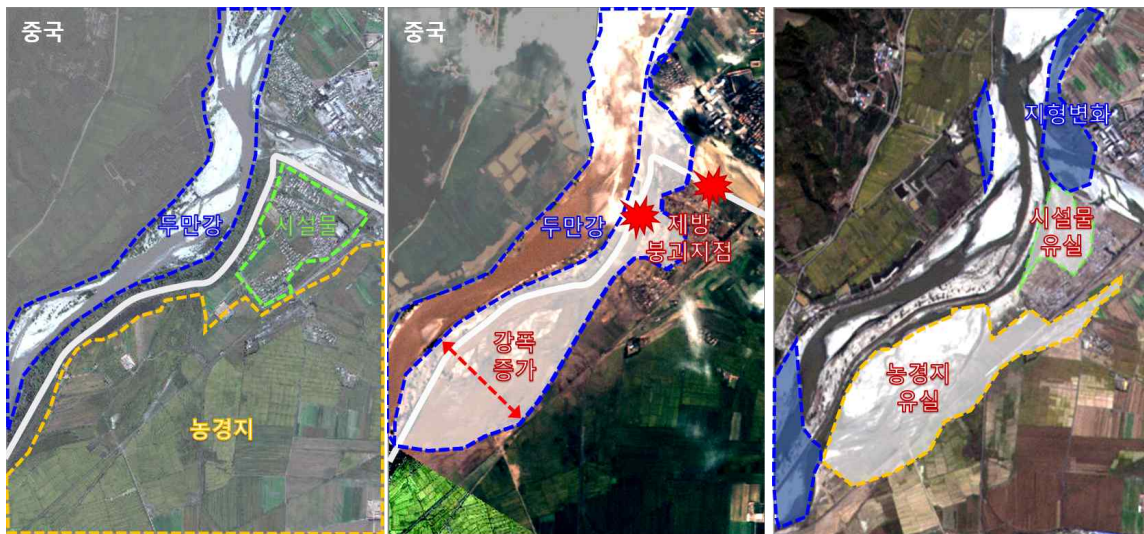 중국
두만강
시설물
농경지
중국
두만강
제방
붕괴지점
강폭
증가
지형변화
시설물
유실
농경지
유실